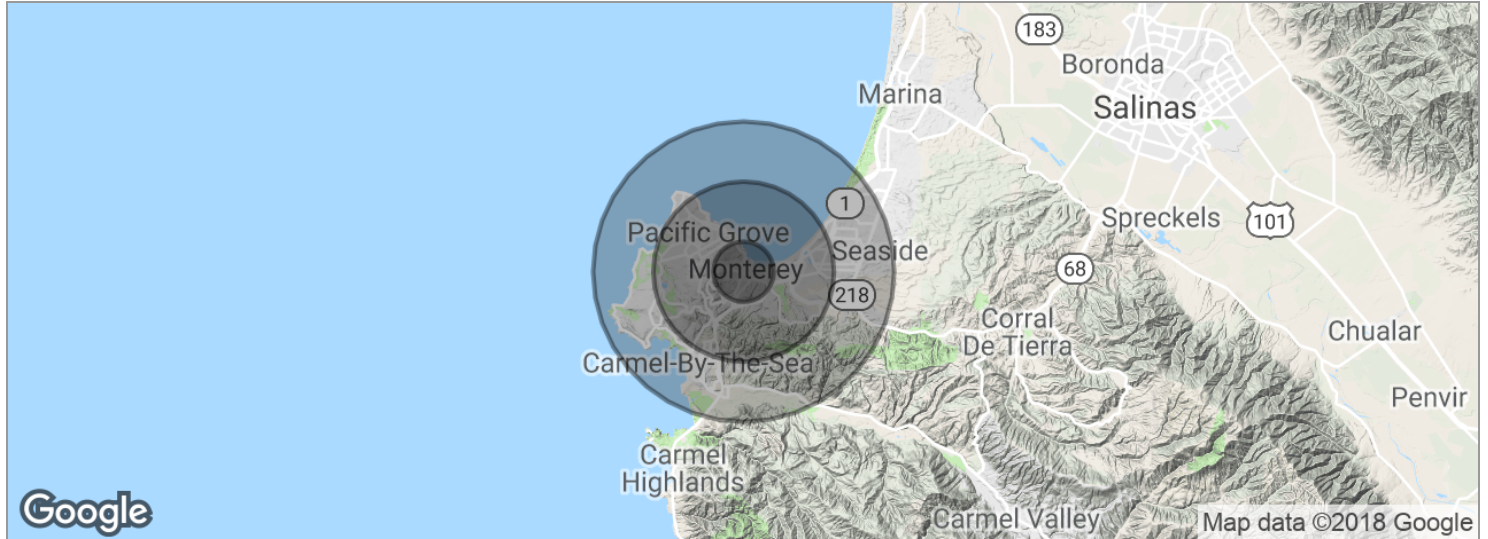 183
Boronda
Marina
Salinas
1
Spreckels
101
Pacific Grove
Seaside
Monterey
68
218
Corral
De Tierra
Chualar
Carmel-By-The-Sea
Penvir
Carmel
Highlands
Google
Carmel Valley
Map data ©2018 Google